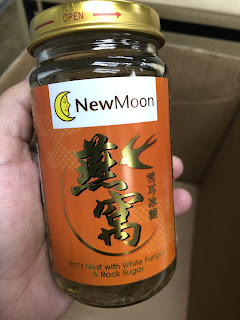 OPEN
NewMoon
燕窩
雪耳冰糖
Bird's Nest with White Fungus
& Rock Sugar